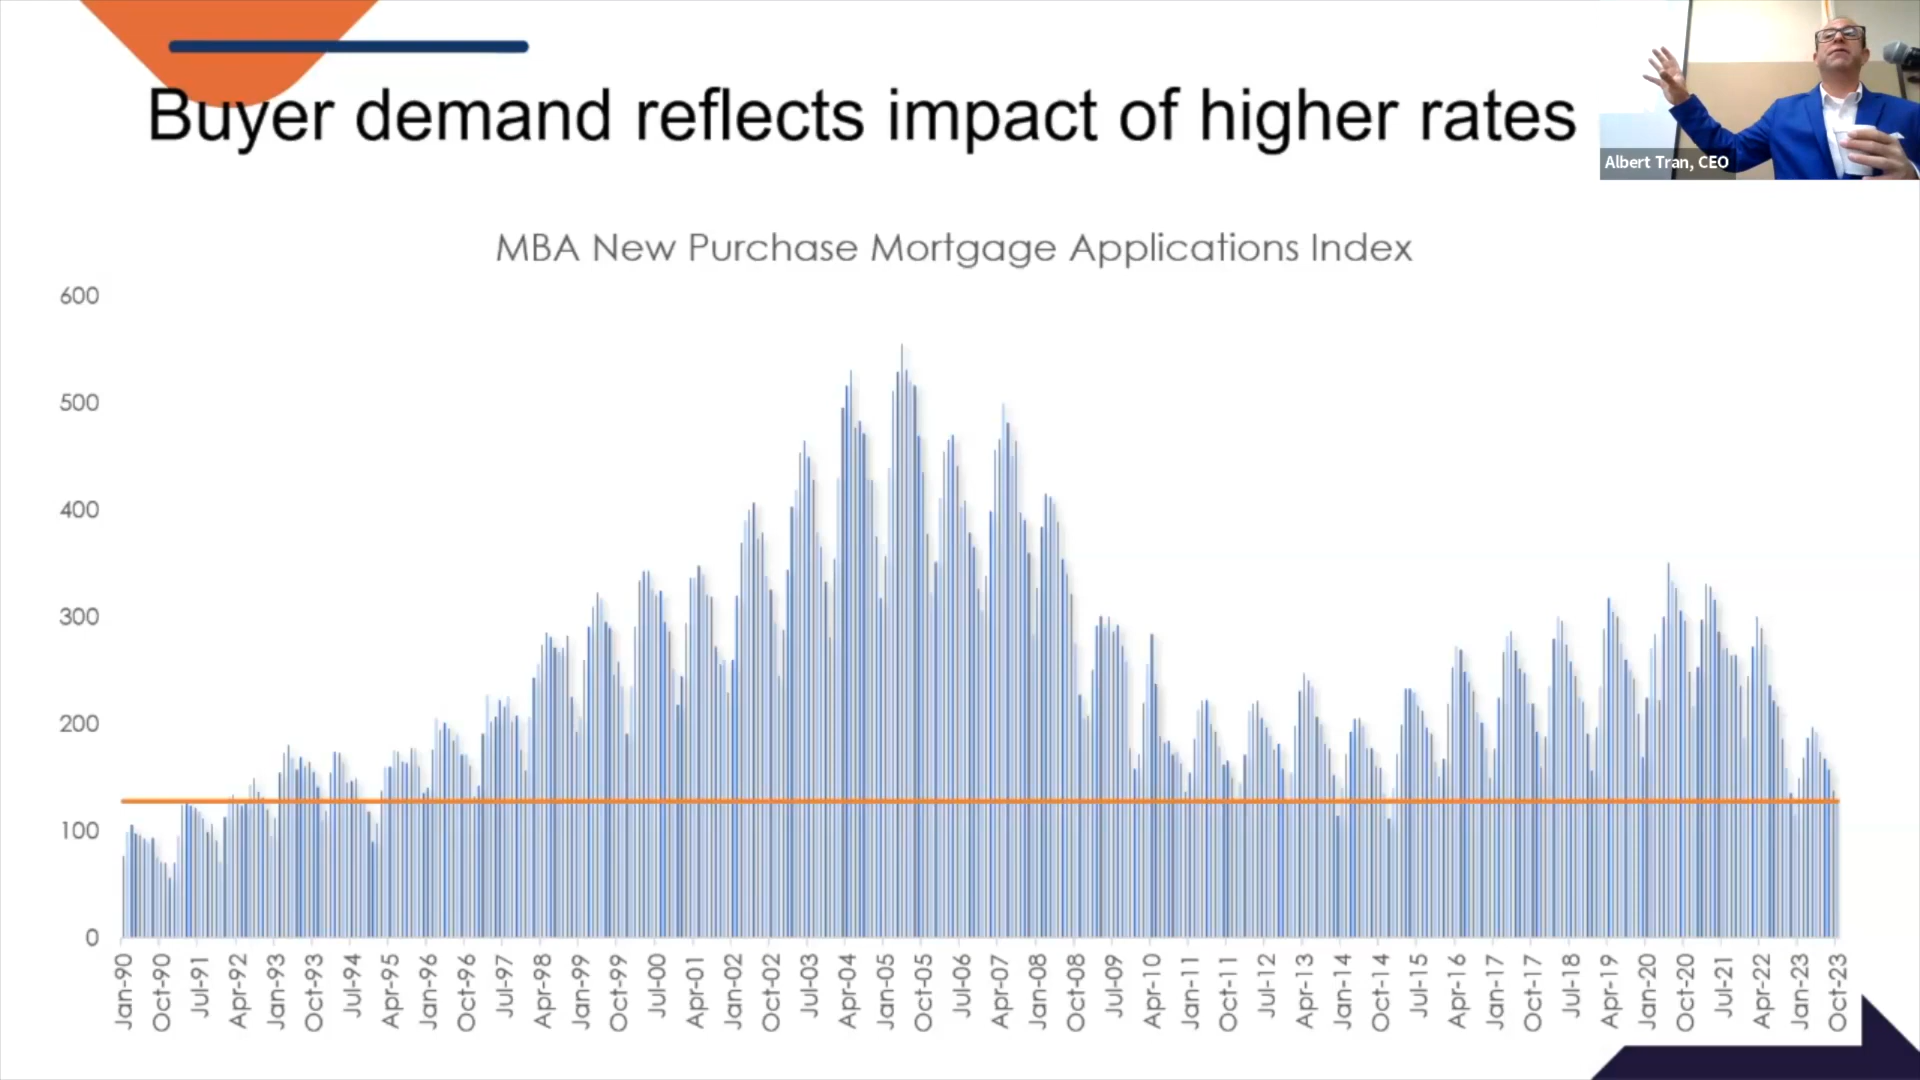 Buyer demand reflects impact of higher rates
Albert Tran, CEO
MBA New Purchase Mortgage Applications Index
600
500
400
300
200
100
0
Jan-90
Oct-90
Jul-91
Apr-92
Jan-93
Oct-93
Jul-94
Apr-95
Jan-96
Oct-96
Jul-97
Apr-98
Jan-99
Oct-99
Jul-00
Apr-01
Jan-02
Oct-02
Jul-03
Apr-04
Jan-05
Oct-05
Jul-06
Apr-07
Jan-08
Oct-08
Jul-09
Apr-10
Jan-11
Oct-11
Jul-12
Apr-13
Jan-14
Oct-14
Jul-15
Apr-16
Jan-17
Oct-17
Jul-18
Apr-19
Jan-20
Oct-20
Jul-21
Apr-22
Jan-23
Oct-23